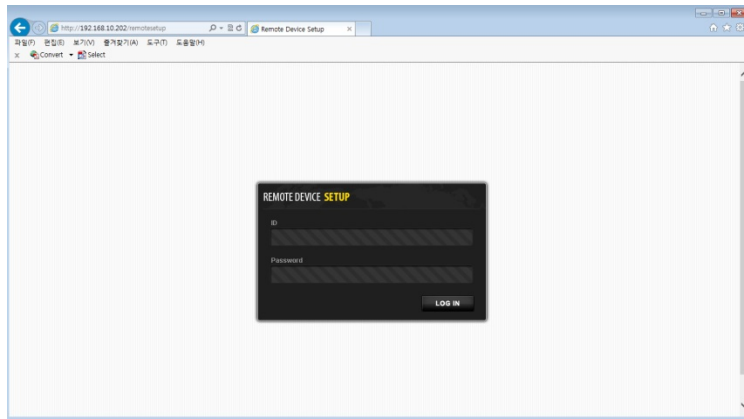 http://192.168.10.202/remotesetup Remote Device Setup
파일(F) 편집(E) 보기(V) 즐겨찾기(A) 도구(T) 도움말(H)
x Convert Select
REMOTE DEVICE SETUP
ID
Password
LOG IN